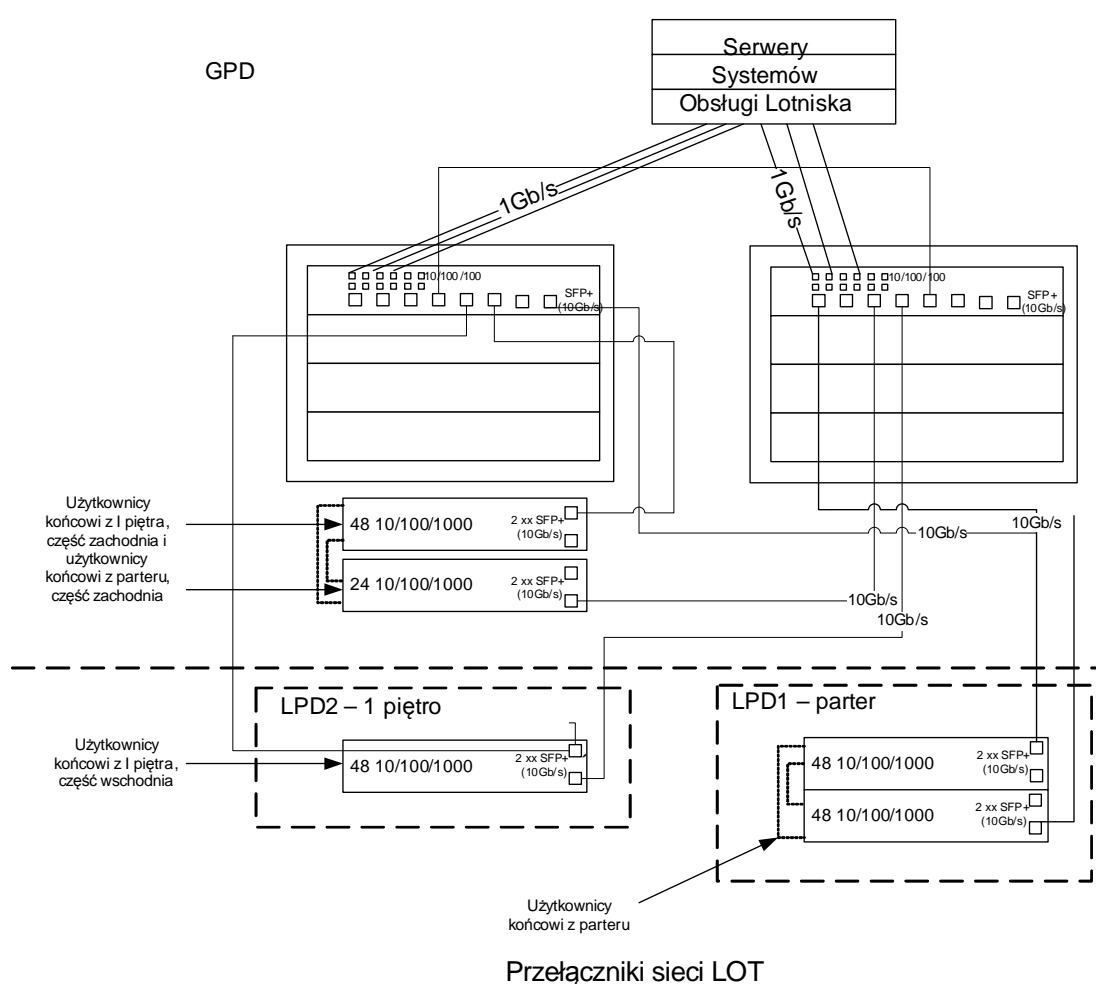 GPD
Serwery
Systemów
Obsługi Lotniska
1Gb/s
1Gb/s
10/100 /100
SFP+
(10Gb/s)
10/100 /100
SFP+
(10Gb/s)
Użytkownicy
końcowi z I piętra,
część zachodnia i
użytkownicy
końcowi z parteru,
część zachodnia
48 10/100/1000
2 xx SFP+
(10Gb/s)
24 10/100/1000
2 xx SFP+
(10Gb/s)
10Gb/s
10Gb/s
10Gb/s
10Gb/s
LPD2 – 1 piętro
LPD1 – parter
Użytkownicy
końcowi z I piętra,
część wschodnia
48 10/100/1000
2 xx SFP+
(10Gb/s)
48 10/100/1000
2 xx SFP+
(10Gb/s)
48 10/100/1000
2 xx SFP+
(10Gb/s)
Użytkownicy
końcowi z parteru
Przełączniki sieci LOT